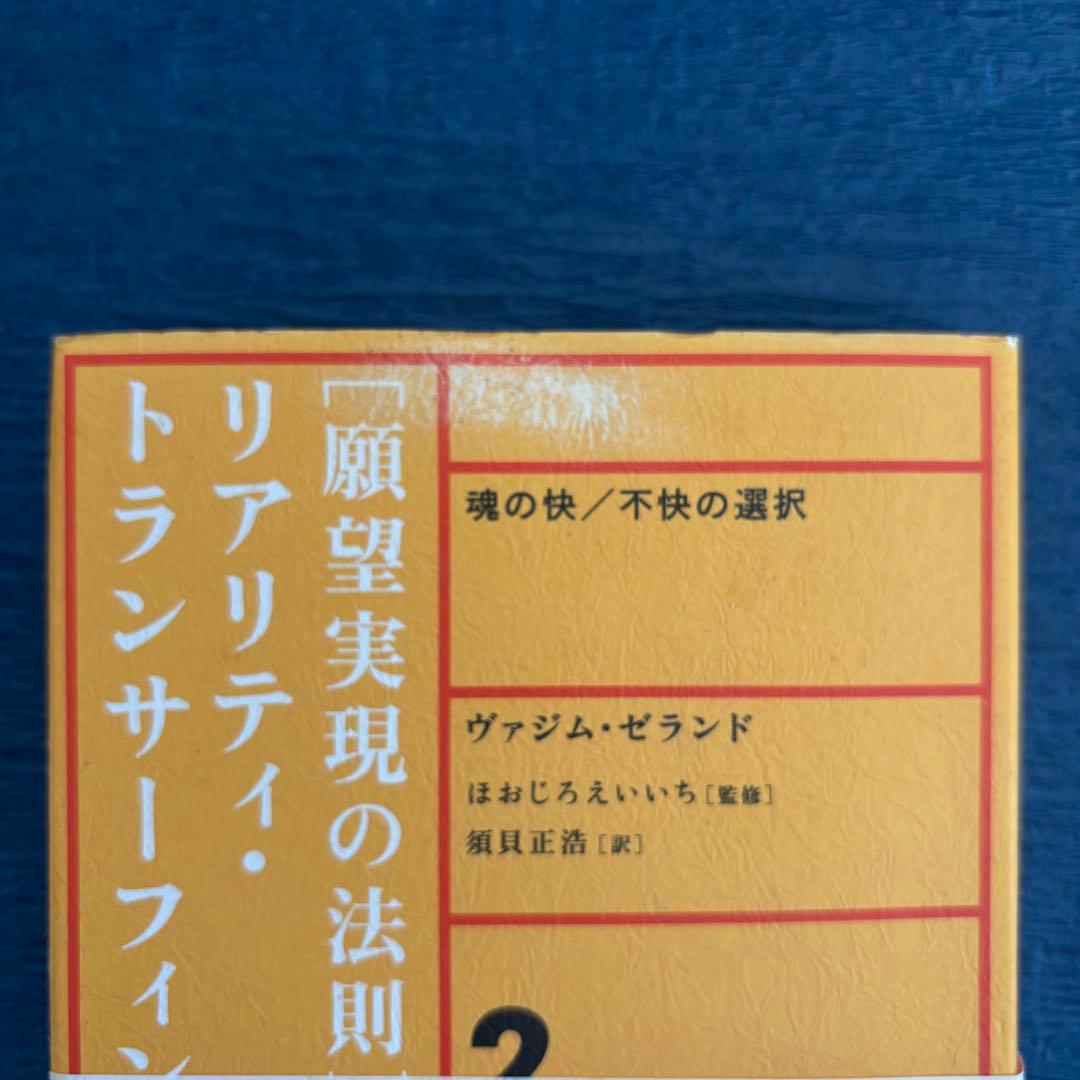 ［願望実現の法則］
リアリティ・
トランサーフィン
魂の快／不快の選択
ヴァジム・ゼランド
ほおじろえいいち［監修］
須貝正浩［訳］
2